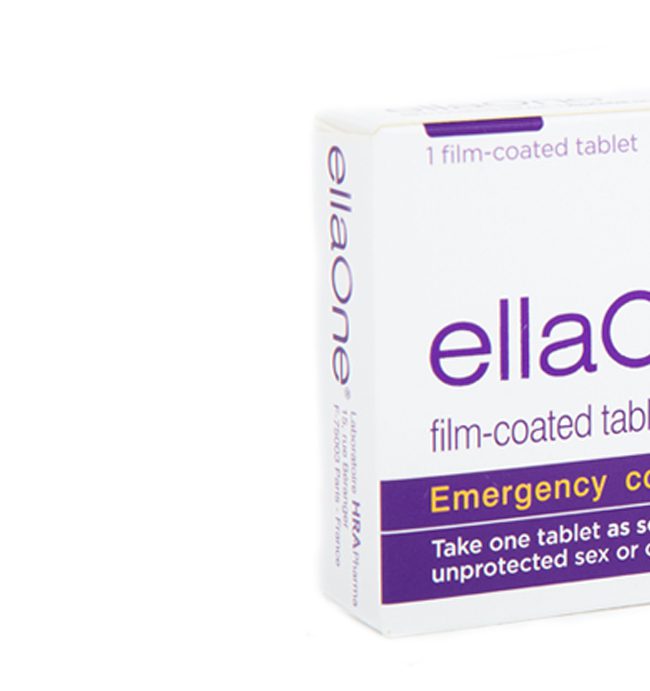 1 film-coated tablet
ellaO
film-coated tabl
Emergency co
Take one tablet as s
unprotected sex or
ellaOne®
Laboratoire HRA Pharma
15, rue Béranger
F-75003 Paris - France